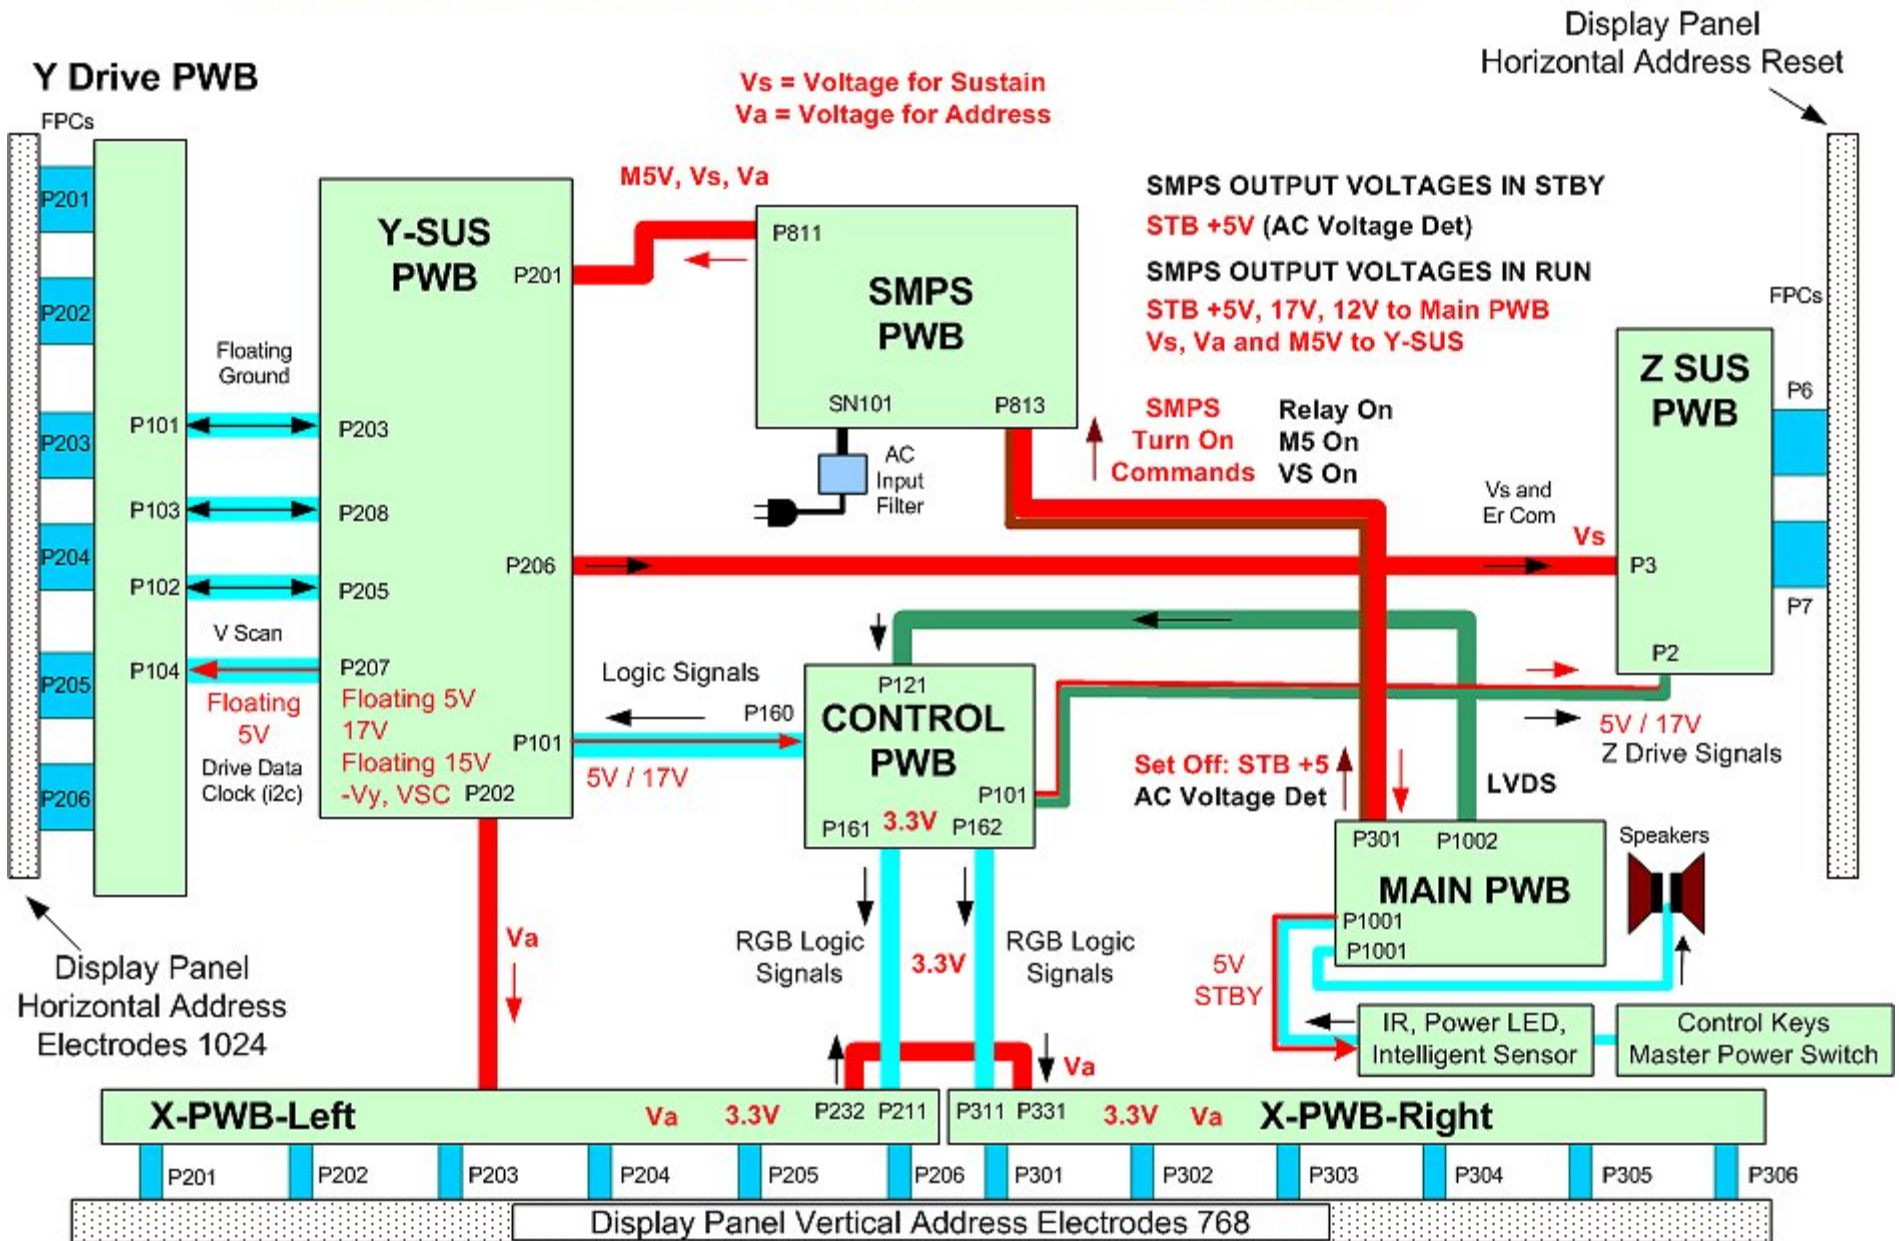 Display Panel
Horizontal Address Reset
Y Drive PWB
Vs = Voltage for Sustain
Va = Voltage for Address
FPCs
P201
P202
P203
P204
P205
P206
P101
P103
P102
P104
Floating
Ground
V Scan
Floating
5V
Drive Data
Clock (i2c)
Y-SUS
PWB
P201
P203
P208
P205
P206
P207
Floating 5V
17V
Floating 15V
-Vy, VSC
P202
P101
M5V, Vs, Va
P811
SMPS
PWB
SN101
P813
AC
Input
Filter
SMPS OUTPUT VOLTAGES IN STBY
STB +5V (AC Voltage Det)
SMPS OUTPUT VOLTAGES IN RUN
STB +5V, 17V, 12V to Main PWB
Vs, Va and M5V to Y-SUS
SMPS
Turn On
Commands
Relay On
M5 On
VS On
FPCs
Z SUS
PWB
P6
P7
Vs and
Er Com
Vs
P3
P2
Logic Signals
P160
5V / 17V
P121
CONTROL
PWB
P101
P161
3.3V
P162
5V / 17V
Z Drive Signals
Set Off: STB +5
AC Voltage Det
LVDS
P301
P1002
MAIN PWB
P1001
P1001
Speakers
5V
STBY
IR, Power LED,
Intelligent Sensor
Control Keys
Master Power Switch
Display Panel
Horizontal Address
Electrodes 1024
Va
RGB Logic
Signals
3.3V
RGB Logic
Signals
Va
X-PWB-Left
Va
3.3V
P232
P211
P311
P331
3.3V
Va
X-PWB-Right
P201
P202
P203
P204
P205
P206
P301
P302
P303
P304
P305
P306
Display Panel Vertical Address Electrodes 768